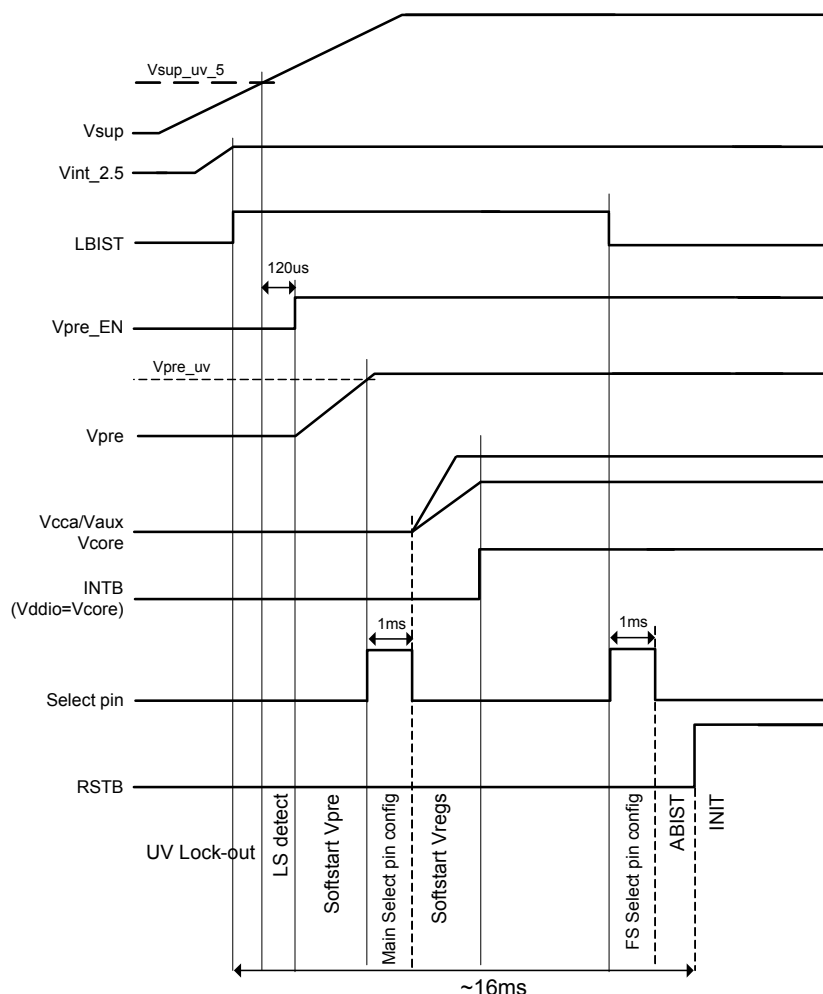 Vsup_uv_5
Vsup
Vint_2.5
LBIST
120us
Vpre_EN
Vpre_uv
Vpre
Vcca/Vaux
Vcore
INTB
(Vddio=Vcore)
1ms
1ms
Select pin
RSTB
UV Lock-out
LS detect
Softstart Vpre
Main Select pin config
Softstart Vregs
FS Select pin config
ABIST
INIT
~16ms